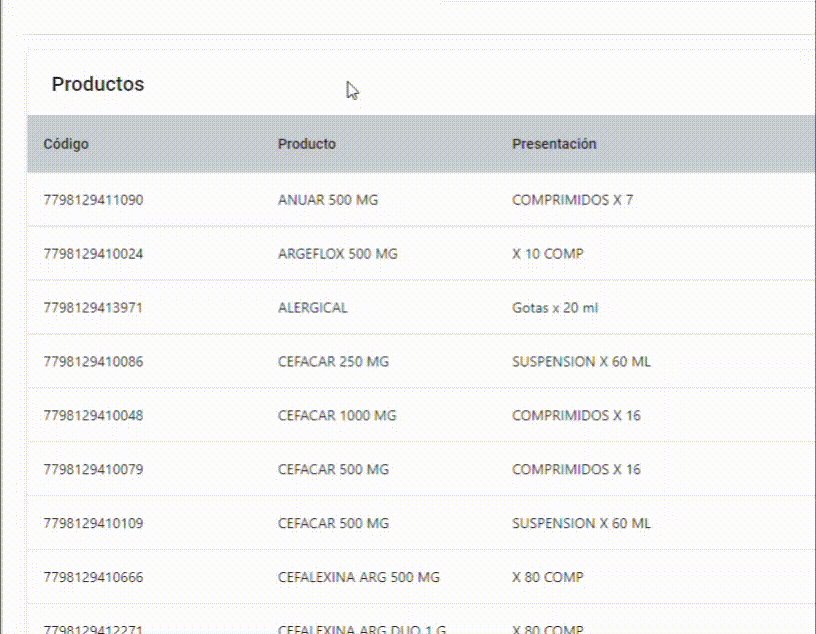 Productos
Código Producto Presentación
7798129411090 ANUAR 500 MG COMPRIMIDOS X 7
7798129410024 ARGEFLOX 500 MG X 10 COMP
7798129413971 ALERGICAL Gotas x 20 ml
7798129410086 CEFACAR 250 MG SUSPENSION X 60 ML
7798129410048 CEFACAR 1000 MG COMPRIMIDOS X 16
7798129410079 CEFACAR 500 MG COMPRIMIDOS X 16
7798129410109 CEFACAR 500 MG SUSPENSION X 60 ML
7798129410666 CEFALEXINA ARG 500 MG X 80 COMP
7798129412271 CEFALEXINA ARG DUO 1 G X 80 COMP